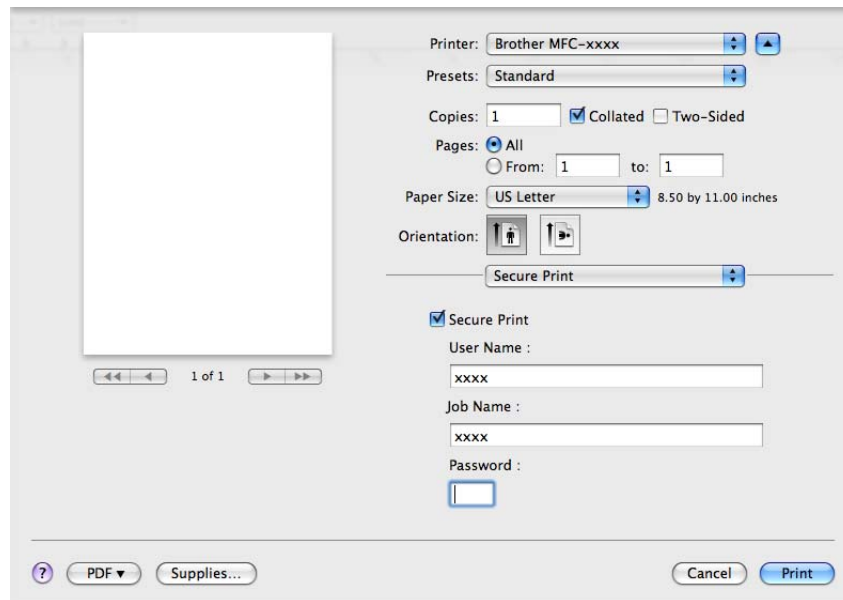 Printer: Brother MFC-xxxx
Presets: Standard
Copies: 1 Collated Two-Sided
Pages: All
From: 1 to: 1
Paper Size: US Letter 8.50 by 11.00 inches
Orientation:
Secure Print
Secure Print
User Name :
xxxx
Job Name :
xxxx
Password :
1 of 1
? PDF▼ Supplies... Cancel Print